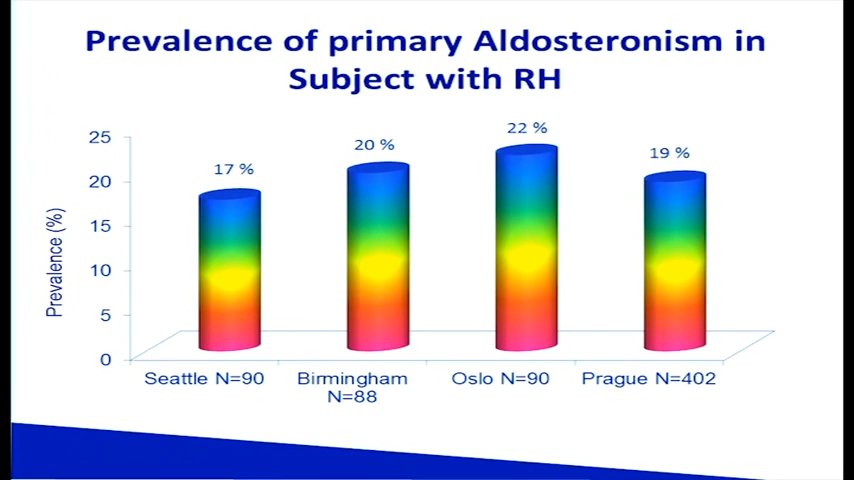 Prevalence of primary Aldosteronism in
Subject with RH
Prevalence (%)
25
20
15
10
5
0
17 %
20 %
22 %
19 %
Seattle N=90
Birmingham
N=88
Oslo N=90
Prague N=402